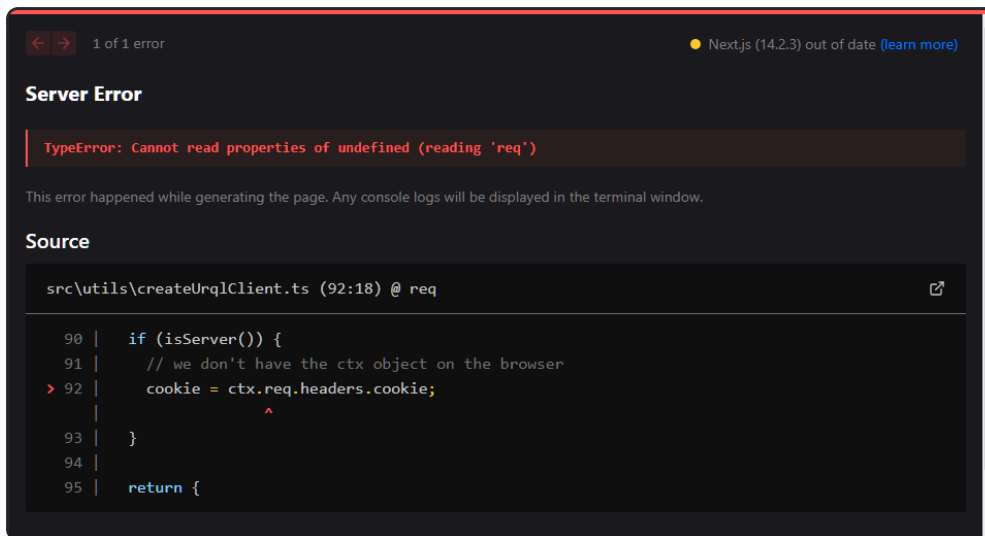 1 of 1 error
Next.js (14.2.3) out of date (learn more)
Server Error
TypeError: Cannot read properties of undefined (reading 'req')
This error happened while generating the page. Any console logs will be displayed in the terminal window.
Source
src\utils\createUrqlClient.ts (92:18) @ req
90 | if (isServer()) {
91 | // we don't have the ctx object on the browser
> 92 | cookie = ctx.req.headers.cookie;
| ^
93 | }
94 |
95 | return {